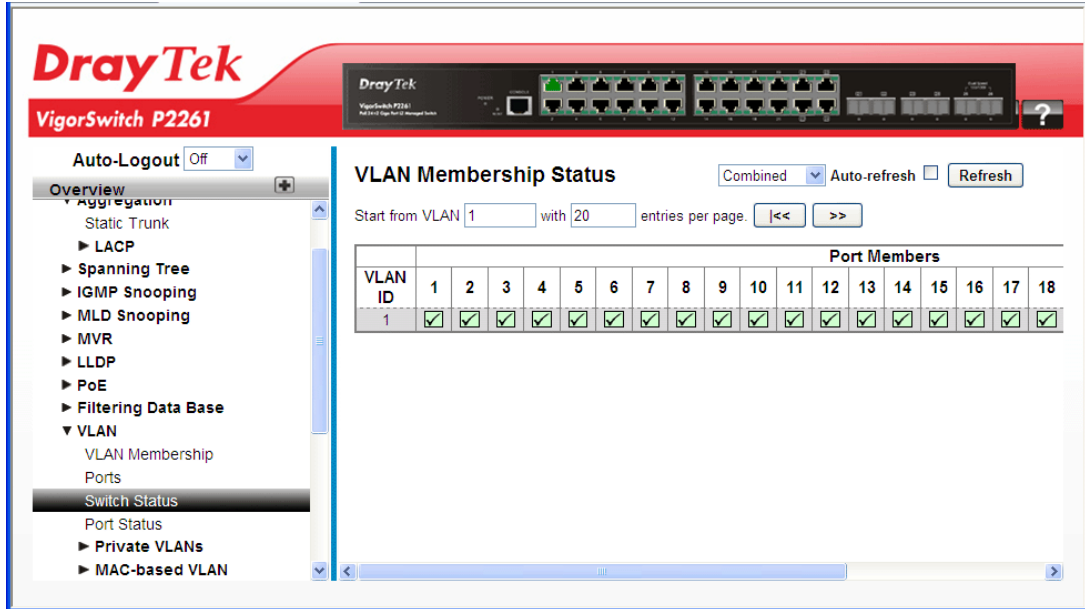 DrayTek
VigorSwitch P2261
DrayTek
VigorSwitch P2261
?
Auto-Logout Off
Overview
Aggregation
Static Trunk
LACP
Spanning Tree
IGMP Snooping
MLD Snooping
MVR
LLDP
PoE
Filtering Data Base
VLAN
VLAN Membership
Ports
Switch Status
Port Status
Private VLANs
MAC-based VLAN
VLAN Membership Status
Combined Auto-refresh Refresh
Start from VLAN 1 with 20 entries per page. |<< >>
Port Members
VLAN ID 1 2 3 4 5 6 7 8 9 10 11 12 13 14 15 16 17 18
1